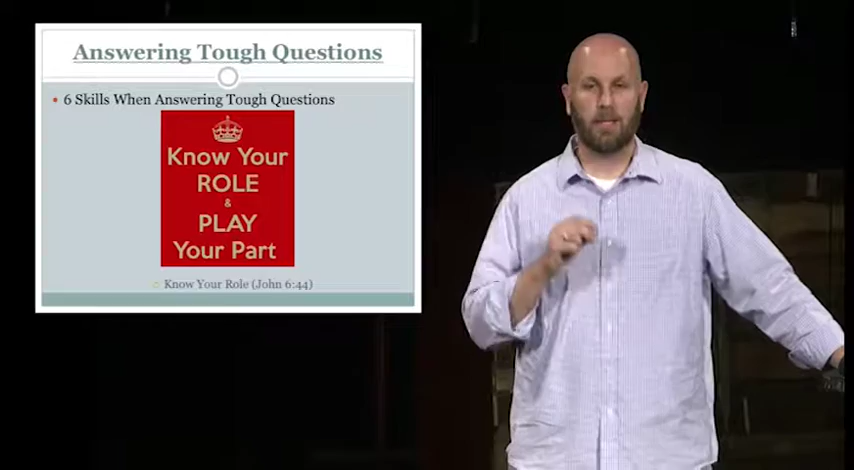 Answering Tough Questions
• 6 Skills When Answering Tough Questions
Know Your
ROLE
&
PLAY
Your Part
○ Know Your Role (John 6:44)